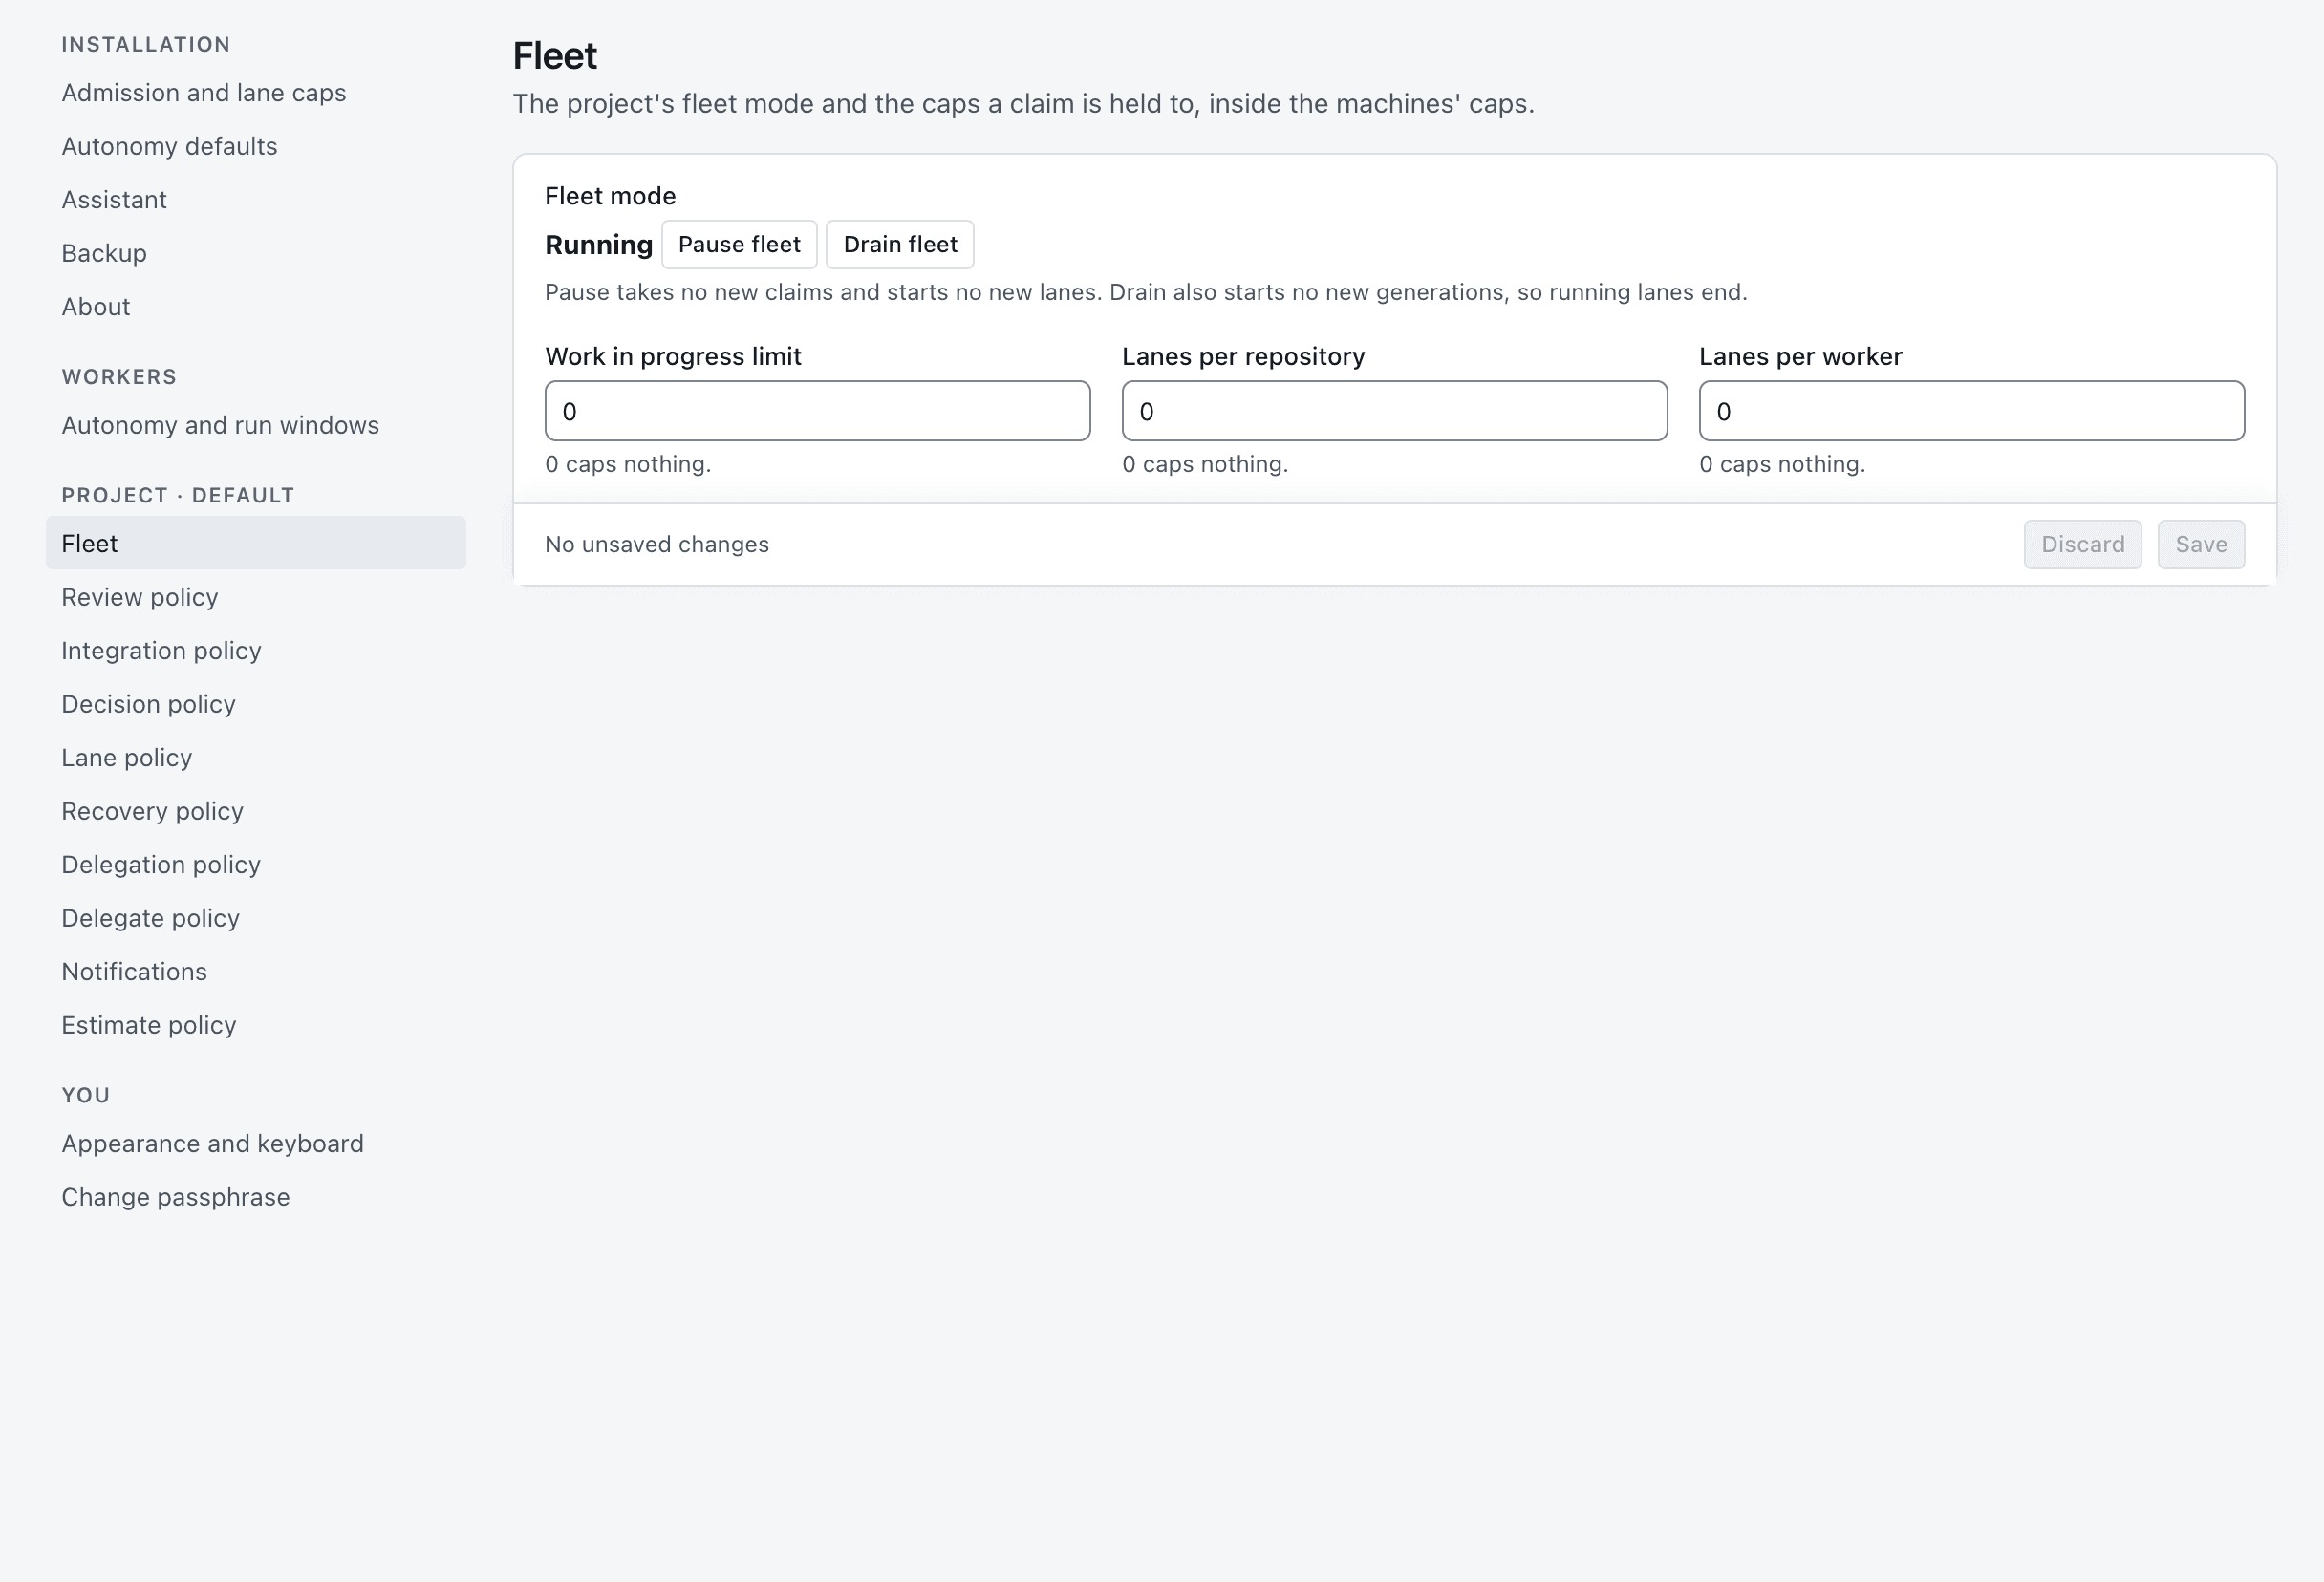 INSTALLATION
Admission and lane caps
Autonomy defaults
Assistant
Backup
About
WORKERS
Autonomy and run windows
PROJECT · DEFAULT
Fleet
Review policy
Integration policy
Decision policy
Lane policy
Recovery policy
Delegation policy
Delegate policy
Notifications
Estimate policy
YOU
Appearance and keyboard
Change passphrase
Fleet
The project's fleet mode and the caps a claim is held to, inside the machines' caps.
Fleet mode
Running Pause fleet Drain fleet
Pause takes no new claims and starts no new lanes. Drain also starts no new generations, so running lanes end.
Work in progress limit Lanes per repository Lanes per worker
0 0 0
0 caps nothing. 0 caps nothing. 0 caps nothing.
No unsaved changes Discard Save